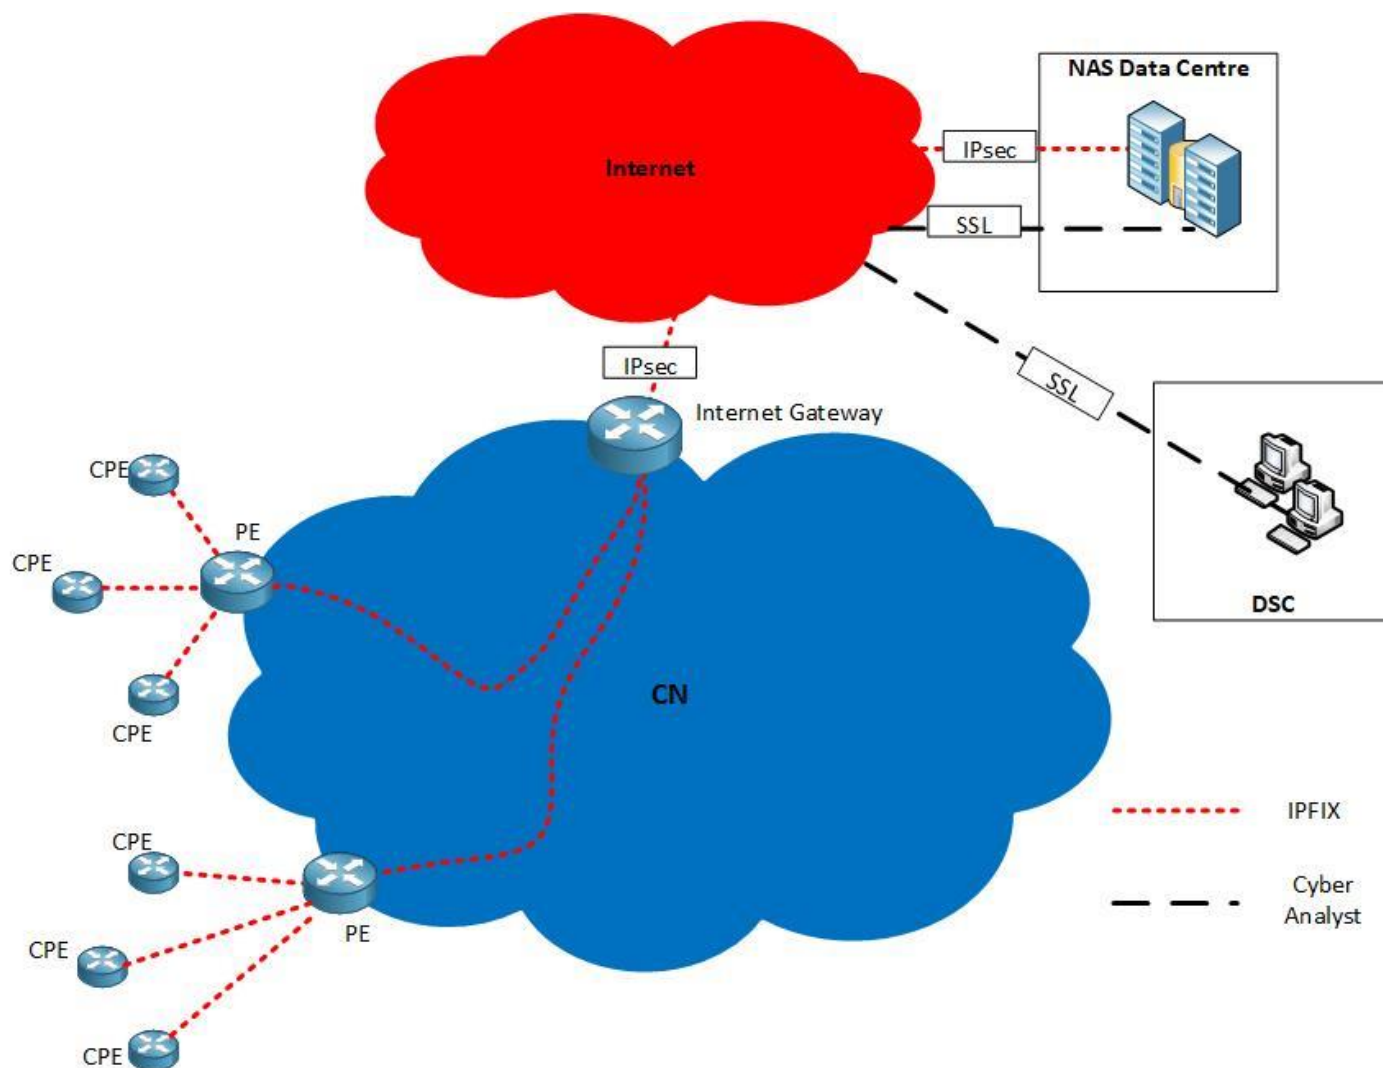 NAS Data Centre
Internet
IPsec
SSL
IPsec
SSL
Internet Gateway
CPE
PE
CPE
CPE
DSC
CN
CPE
CPE
PE
CPE
IPFIX
Cyber
Analyst